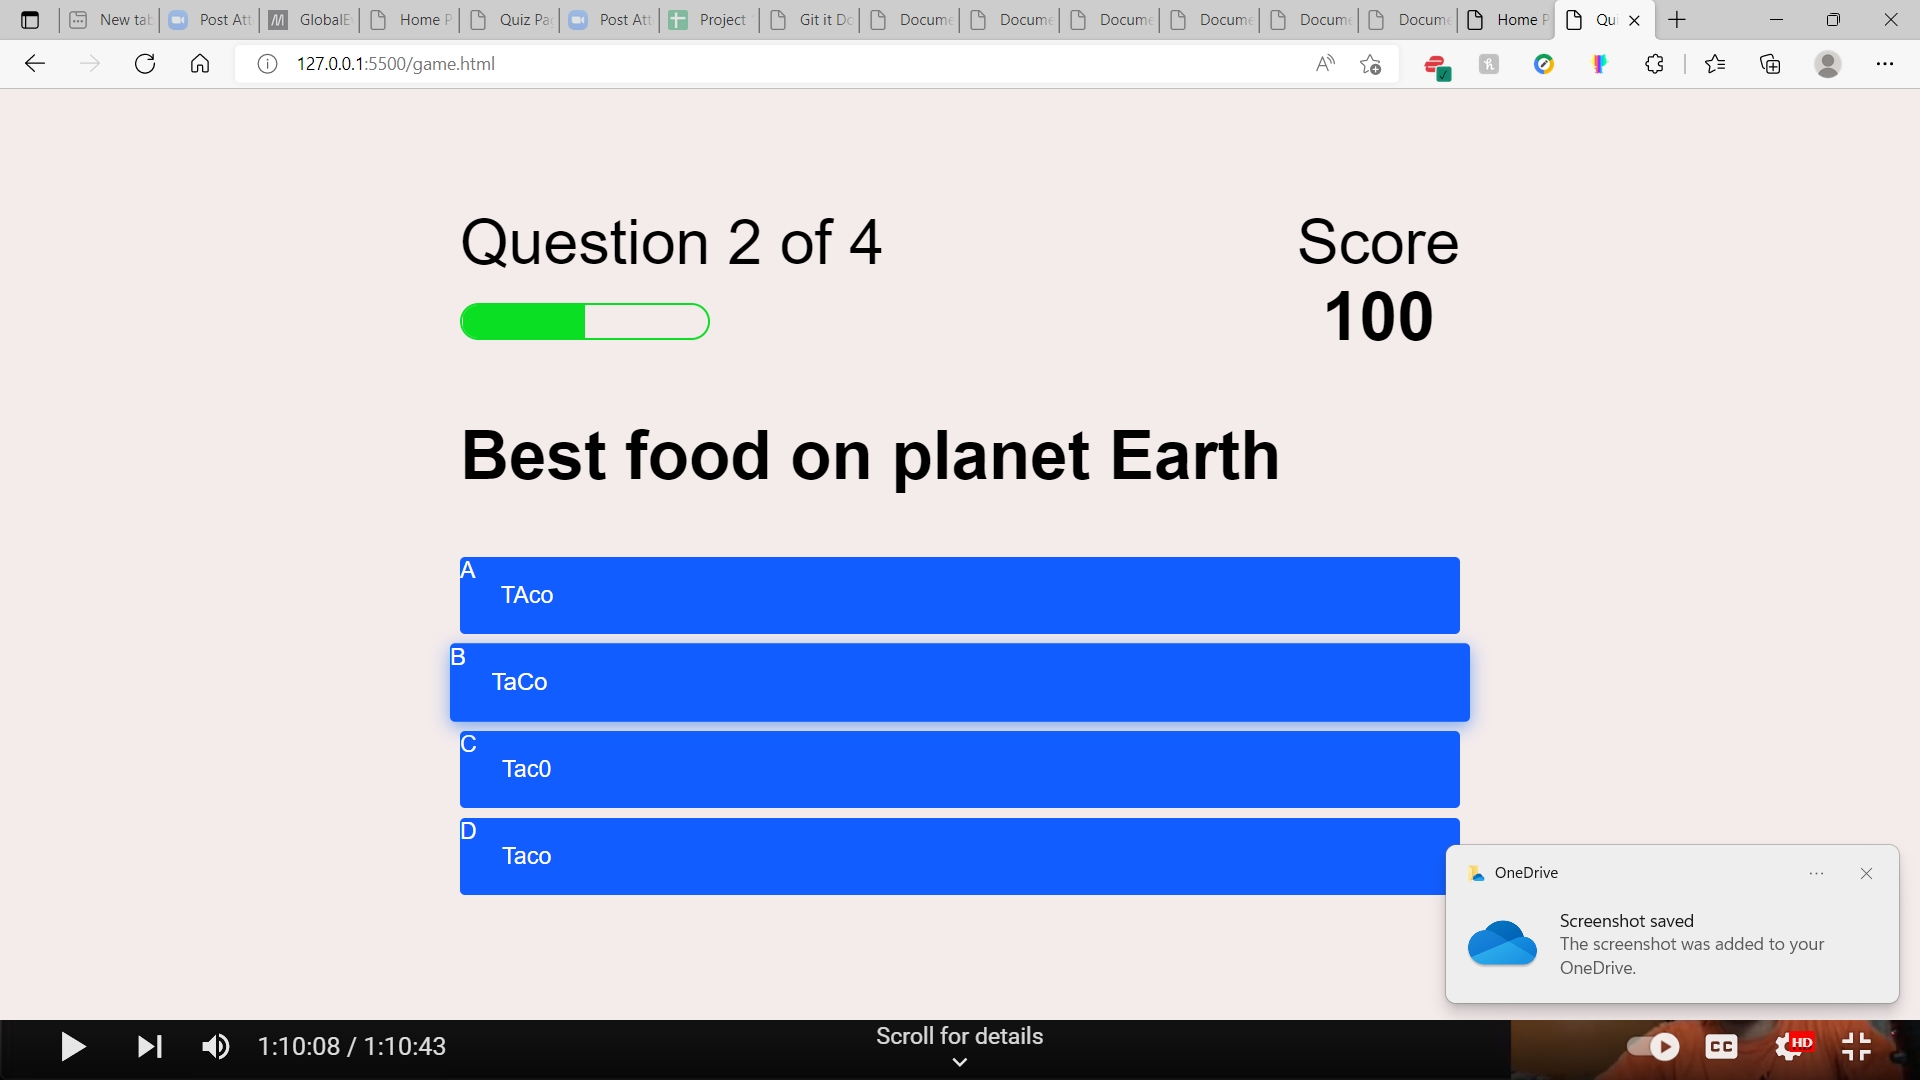 New tab
Post Att
GlobalE
Home P
Quiz Pa
Post Att
Project
Git it Do
Docume
Docume
Docume
Docume
Docume
Docume
Home P
Qui
127.0.0.1:5500/game.html
Question 2 of 4
Score
100
Best food on planet Earth
A
TAco
B
TaCo
C
Tac0
D
Taco
OneDrive
Screenshot saved
The screenshot was added to your
OneDrive.
1:10:08 / 1:10:43
Scroll for details
CC
HD